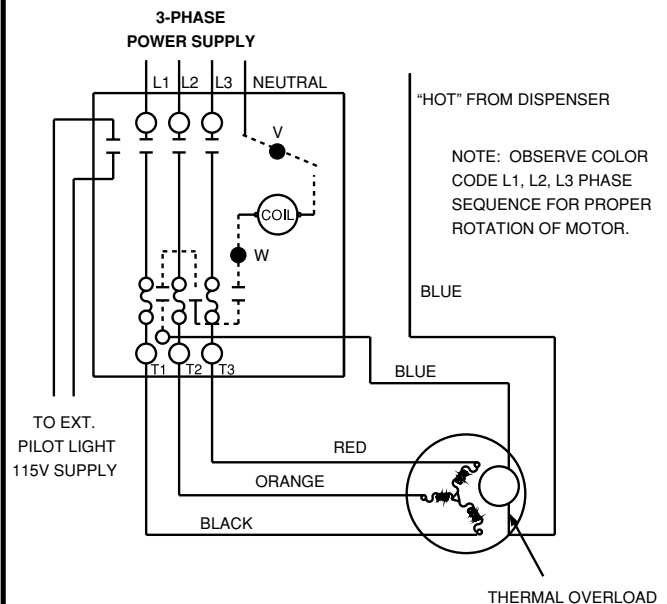 3-PHASE
POWER SUPPLY
L1 L2 L3 NEUTRAL
"HOT" FROM DISPENSER
V
NOTE: OBSERVE COLOR
CODE L1, L2, L3 PHASE
SEQUENCE FOR PROPER
ROTATION OF MOTOR.
COIL
W
BLUE
T1 T2 T3
BLUE
TO EXT.
PILOT LIGHT
115V SUPPLY
RED
ORANGE
BLACK
THERMAL OVERLOAD